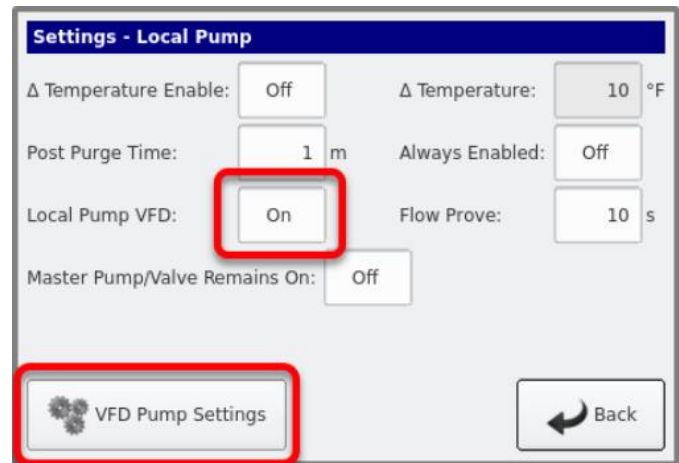 Settings - Local Pump
Δ Temperature Enable: Off Δ Temperature: 10 °F
Post Purge Time: 1 m Always Enabled: Off
Local Pump VFD: On Flow Prove: 10 s
Master Pump/Valve Remains On: Off
VFD Pump Settings Back